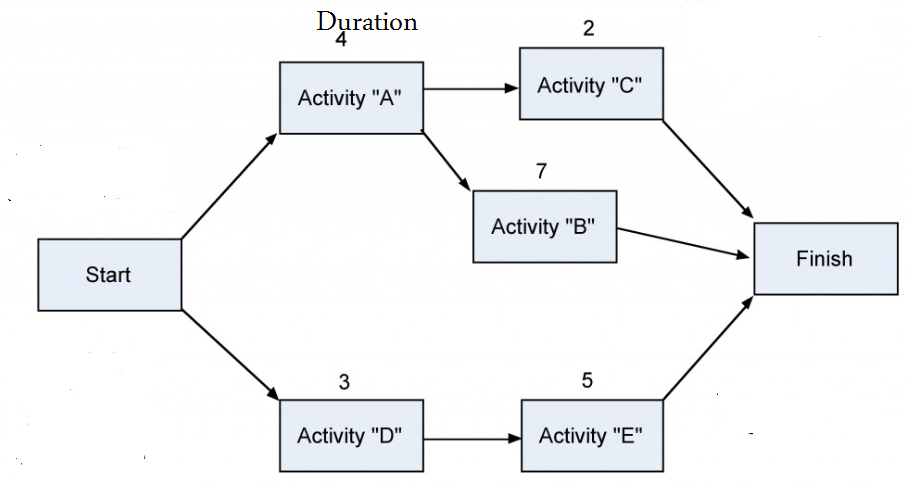 Duration
4
2
Activity "A"
Activity "C"
7
Activity "B"
Start
Finish
3
5
Activity "D"
Activity "E"